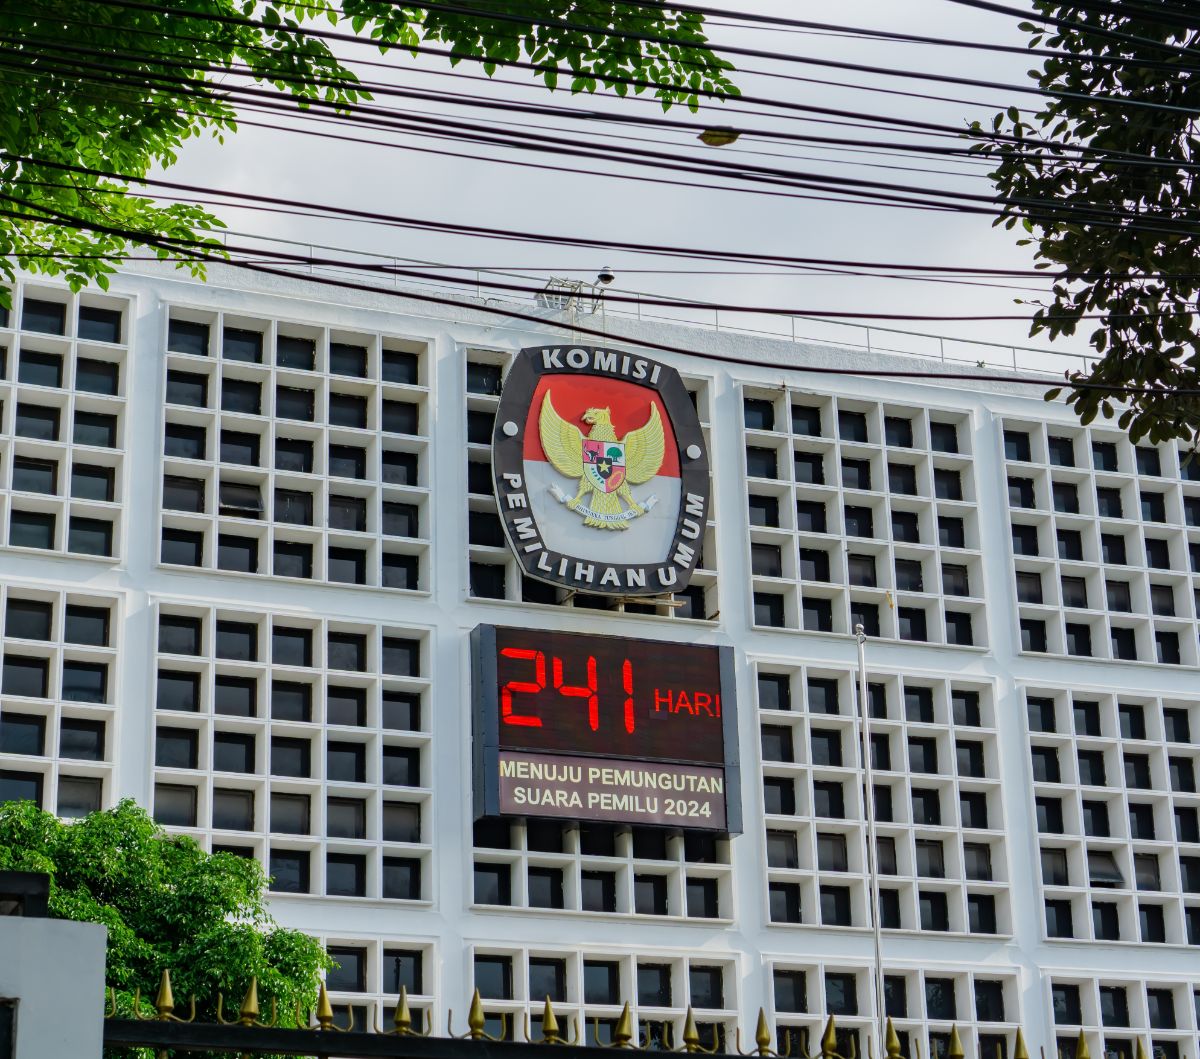 KOMISI
PEMILIHAN UMUM
241 HARI
MENUJU PEMUNGUTAN
SUARA PEMILU 2024